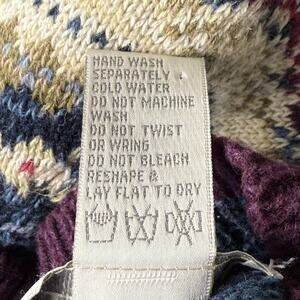 HAND WASH
SEPARATELY
COLD WATER
DO NOT MACHINE
WASH
DO NOT TWIST
OR WRING
DO NOT BLEACH
RESHAPE &
LAY FLAT TO DRY